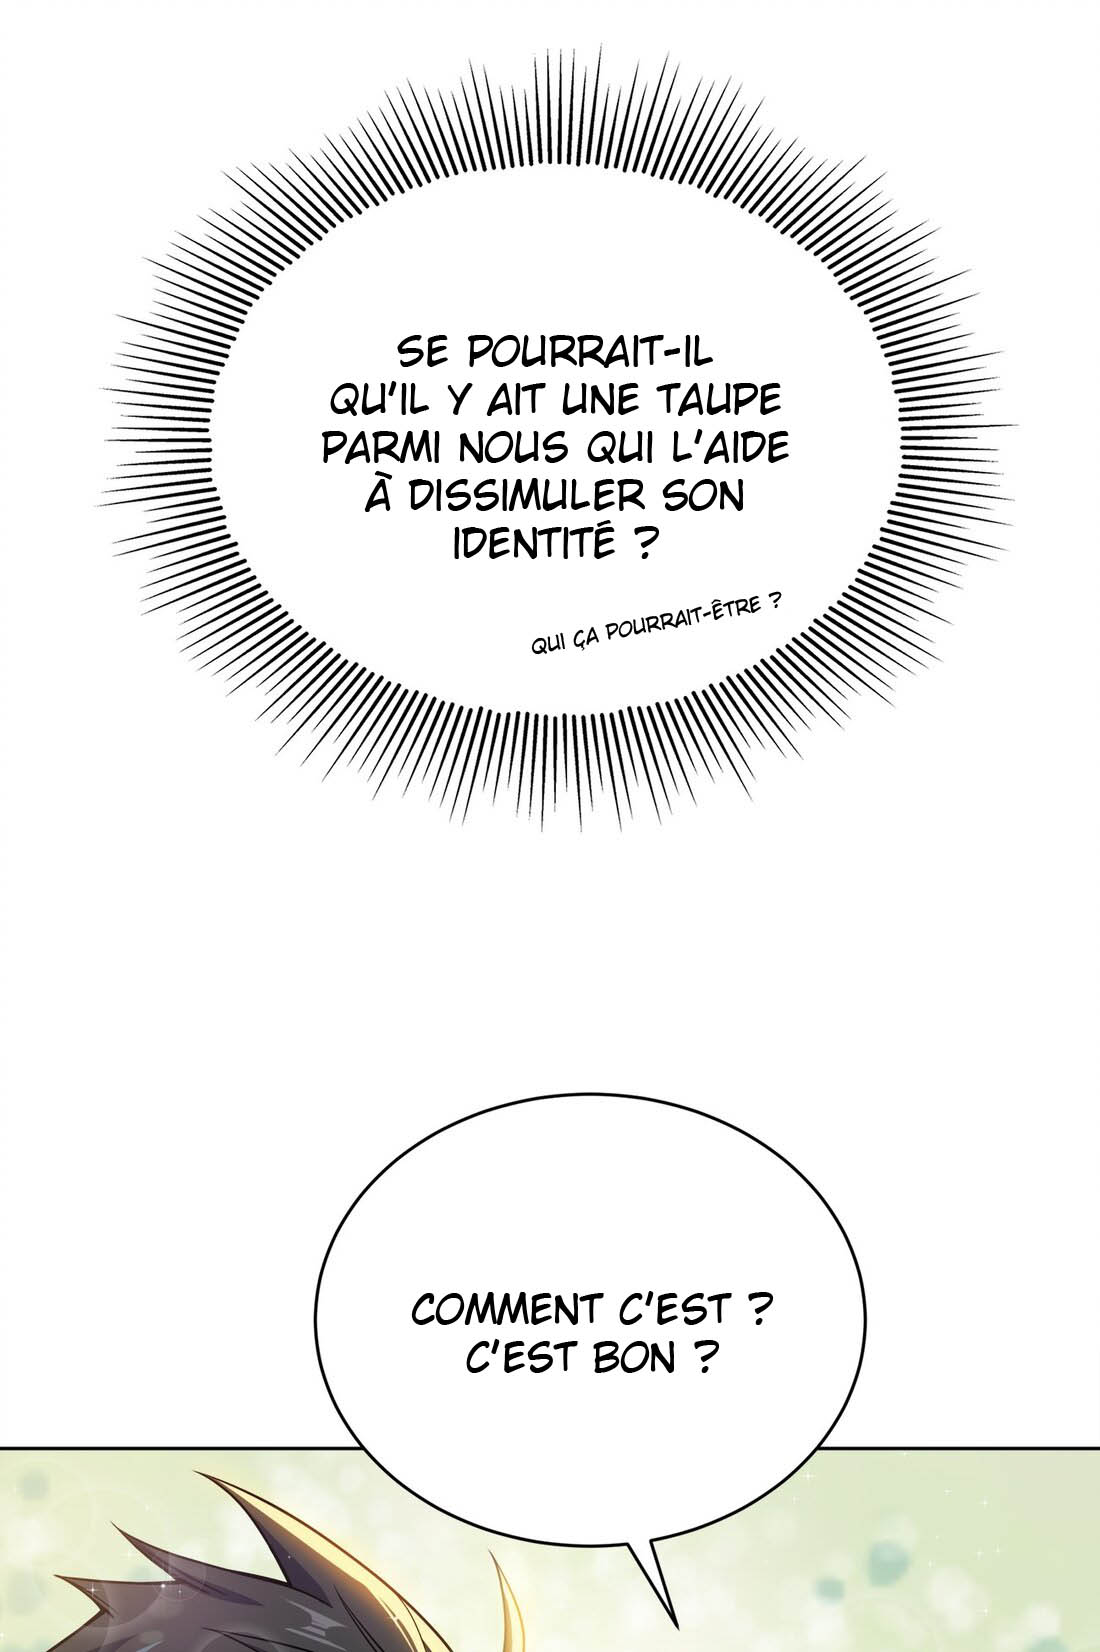 SE POURRAIT-IL
QU'IL Y AIT UNE TAUPE
PARMI NOUS QUI L'AIDE
À DISSIMULER SON
IDENTITÉ ?
QUI ÇA POURRAIT-ÊTRE ?
COMMENT C'EST ?
C'EST BON ?